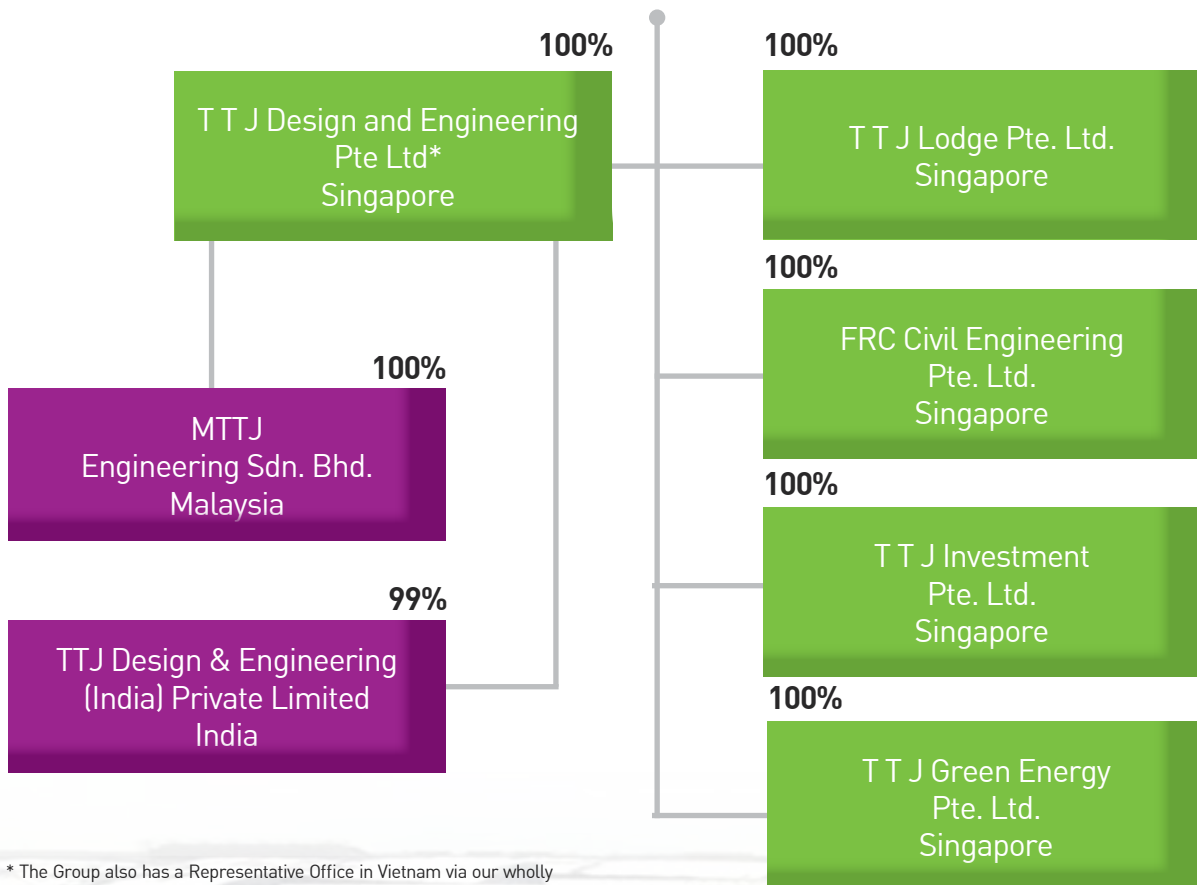 100%
T T J Design and Engineering
Pte Ltd*
Singapore
100%
MTTJ
Engineering Sdn. Bhd.
Malaysia
99%
TTJ Design & Engineering
(India) Private Limited
India
100%
T T J Lodge Pte. Ltd.
Singapore
100%
FRC Civil Engineering
Pte. Ltd.
Singapore
100%
T T J Investment
Pte. Ltd.
Singapore
100%
T T J Green Energy
Pte. Ltd.
Singapore
* The Group also has a Representative Office in Vietnam via our wholly